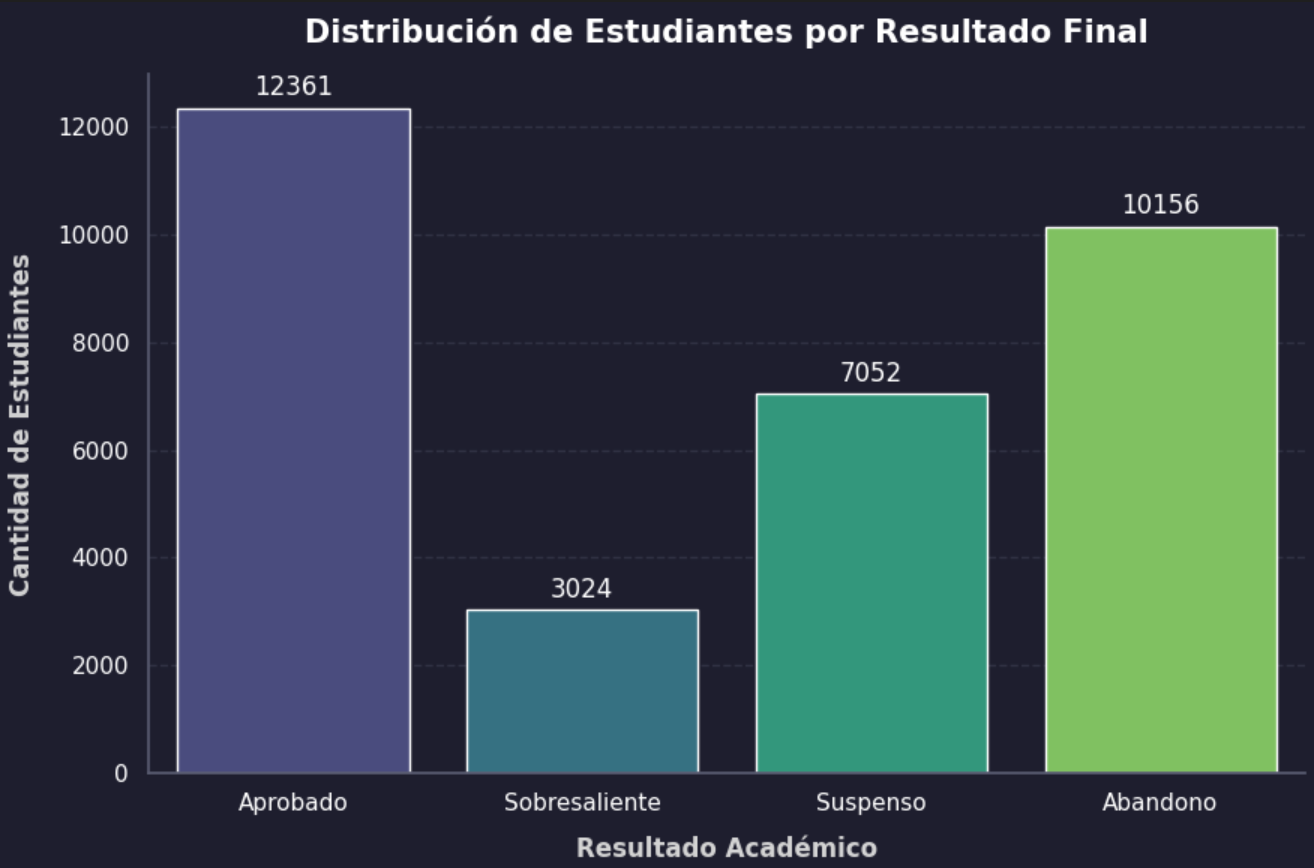 Distribución de Estudiantes por Resultado Final
12361
12000
10156
10000
Cantidad de Estudiantes
8000
7052
6000
4000
3024
2000
0
Aprobado Sobresaliente Suspenso Abandono
Resultado Académico